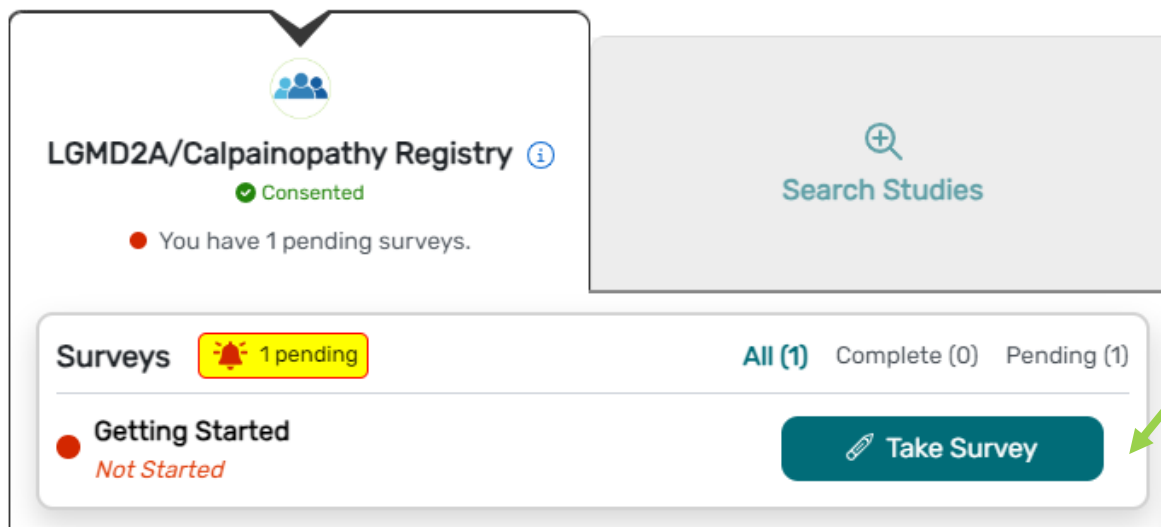 LGMD2A/Calpainopathy Registry
Consented
You have 1 pending surveys.
Search Studies
Surveys 1 pending All (1) Complete (0) Pending (1)
Getting Started
Not Started
Take Survey